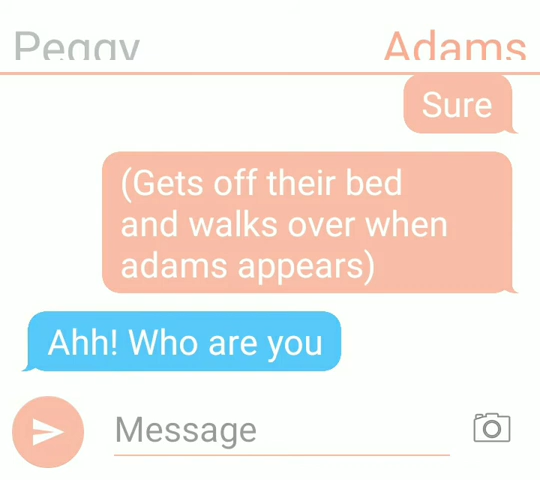 Peggy
Adams
Sure
(Gets off their bed
and walks over when
adams appears)
Ahh! Who are you
Message